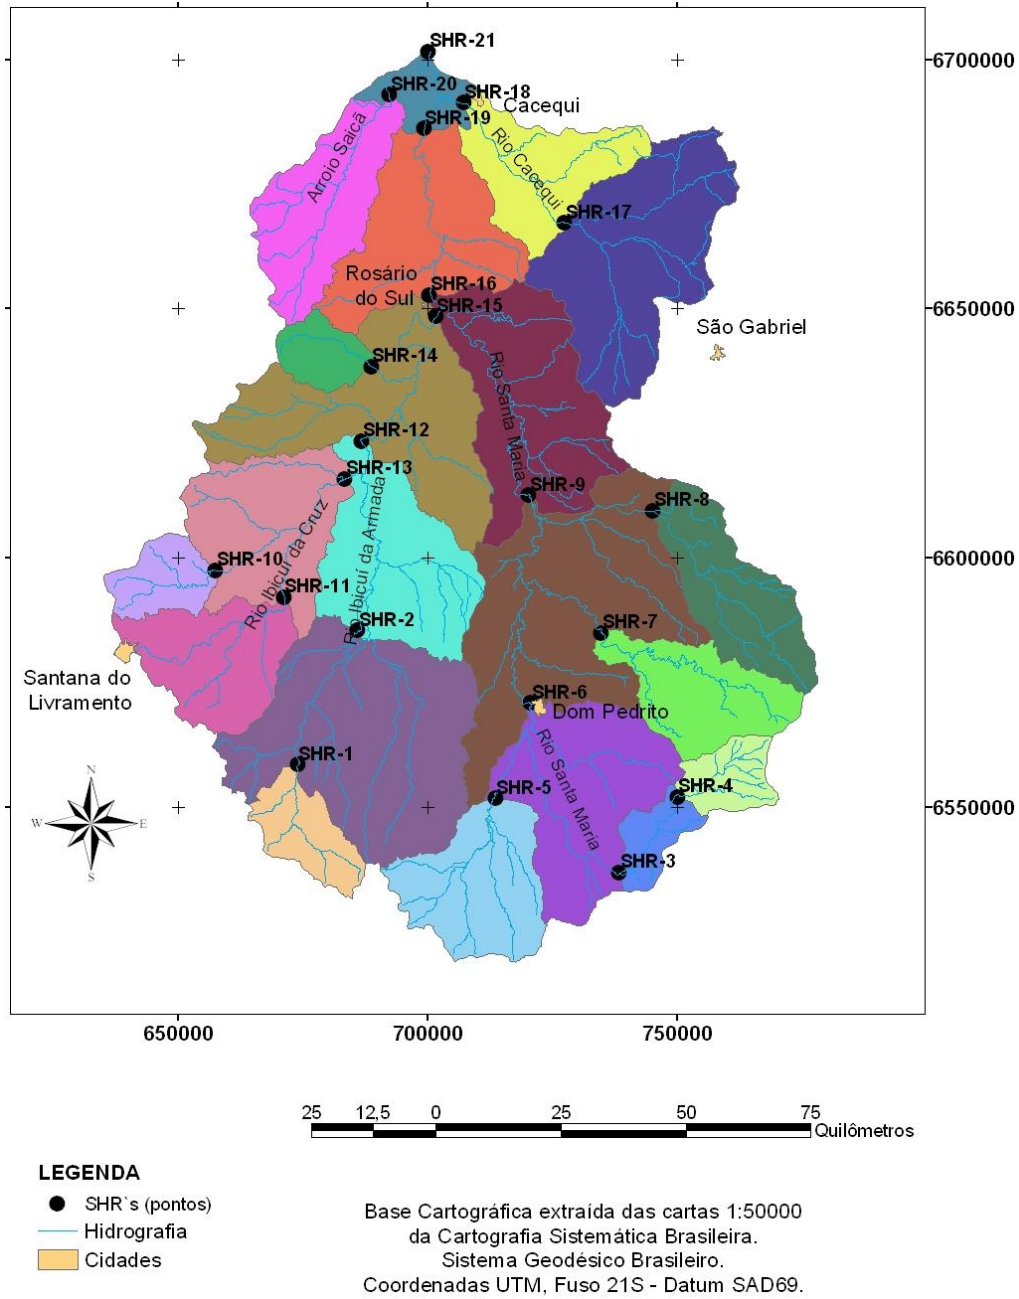 SHR-21
6700000
SHR-20
SHR-18
Cacequi
SHR-19
Arroio Saicã
Rio Cacequi
SHR-17
Rosário
do Sul
SHR-16
SHR-15
6650000
São Gabriel
SHR-14
Rio Santa Maria
SHR-12
SHR-13
SHR-9
SHR-8
Rio Ibicuí da Cruz
Rio Ibicuí da Armada
SHR-10
6600000
SHR-11
SHR-2
SHR-7
Santana do
Livramento
SHR-6
Dom Pedrito
Rio Santa Maria
SHR-1
SHR-5
SHR-4
6550000
SHR-3
N
W
E
S
650000
700000
750000
25 12,5 0 25 50 75
Quilômetros
LEGENDA
SHR`s (pontos)
Hidrografia
Cidades
Base Cartográfica extraída das cartas 1:50000
da Cartografia Sistemática Brasileira.
Sistema Geodésico Brasileiro.
Coordenadas UTM, Fuso 21S - Datum SAD69.